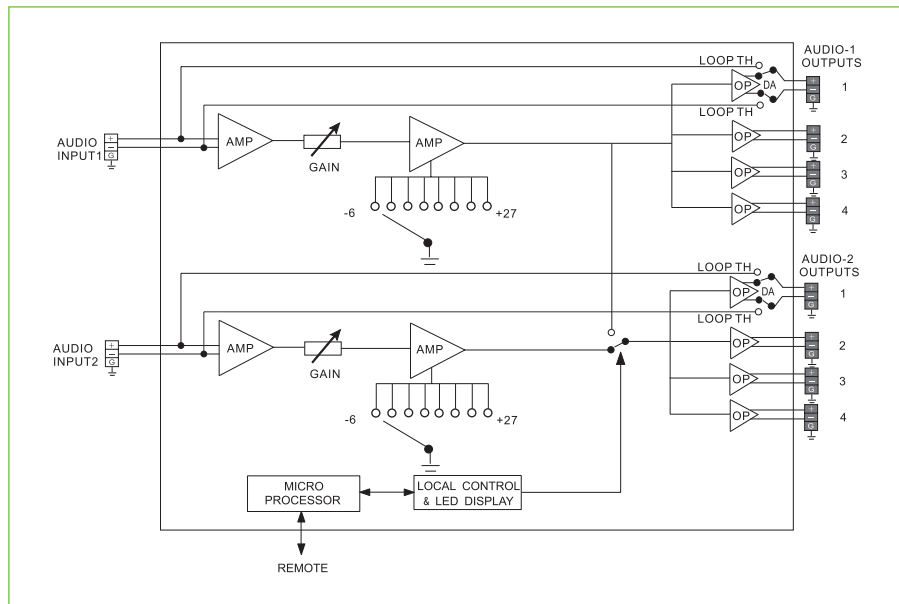 AUDIO-1
OUTPUTS
LOOP TH
+
OP
DA
−
1
G
LOOP TH
AUDIO
INPUT1
+
−
G
AMP
GAIN
AMP
OP
+
−
G
2
OP
+
−
G
3
OP
+
−
G
4
-6
+27
AUDIO-2
OUTPUTS
LOOP TH
OP
DA
+
−
G
1
LOOP TH
AUDIO
INPUT2
+
−
G
AMP
GAIN
AMP
OP
+
−
G
2
OP
+
−
G
3
OP
+
−
G
4
-6
+27
MICRO
PROCESSOR
LOCAL CONTROL
& LED DISPLAY
REMOTE